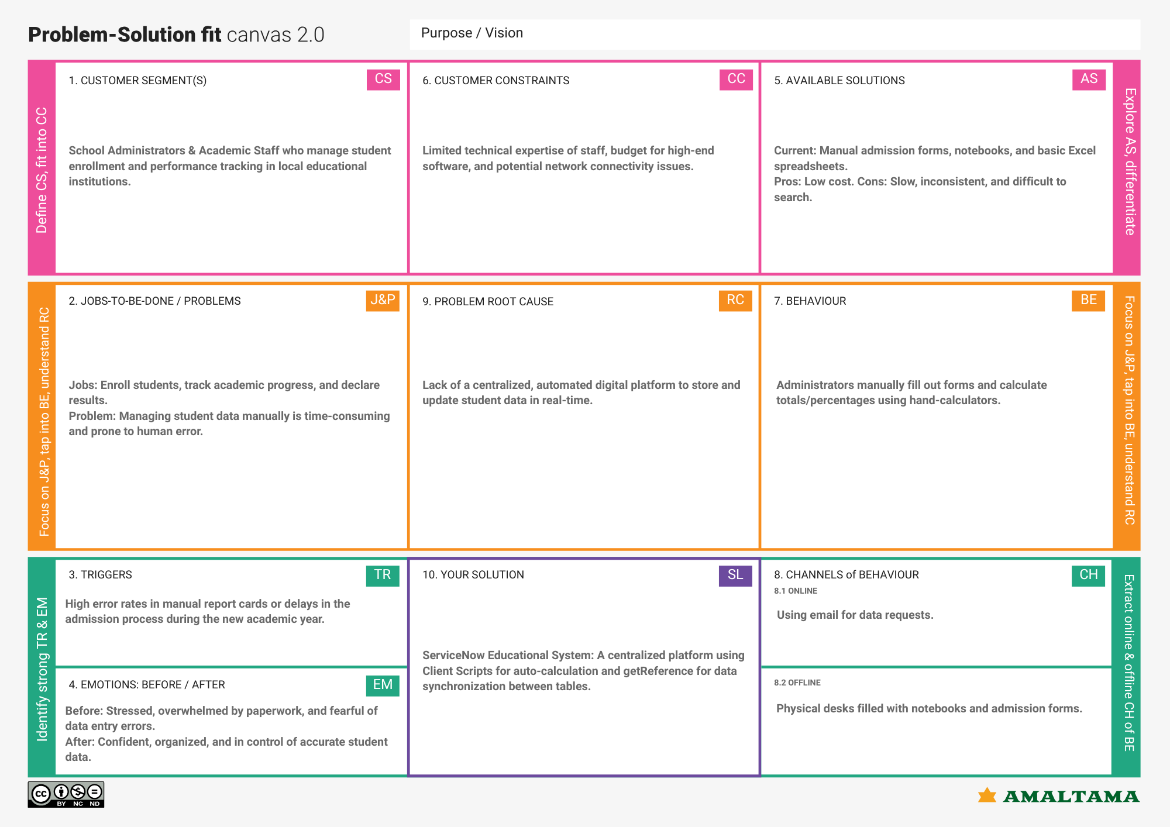 Problem-Solution fit canvas 2.0
Purpose / Vision
Define CS, fit into CC
1. CUSTOMER SEGMENT(S)
CS
School Administrators & Academic Staff who manage student
enrollment and performance tracking in local educational
institutions.
6. CUSTOMER CONSTRAINTS
CC
Limited technical expertise of staff, budget for high-end
software, and potential network connectivity issues.
5. AVAILABLE SOLUTIONS
AS
Current: Manual admission forms, notebooks, and basic Excel
spreadsheets.
Pros: Low cost. Cons: Slow, inconsistent, and difficult to
search.
Explore AS, differentiate
Focus on J&P, tap into BE, understand RC
2. JOBS-TO-BE-DONE / PROBLEMS
J&P
Jobs: Enroll students, track academic progress, and declare
results.
Problem: Managing student data manually is time-consuming
and prone to human error.
9. PROBLEM ROOT CAUSE
RC
Lack of a centralized, automated digital platform to store and
update student data in real-time.
7. BEHAVIOUR
BE
Administrators manually fill out forms and calculate
totals/percentages using hand-calculators.
Focus on J&P, tap into BE, understand RC
Identify strong TR & EM
3. TRIGGERS
TR
High error rates in manual report cards or delays in the
admission process during the new academic year.
4. EMOTIONS: BEFORE / AFTER
EM
Before: Stressed, overwhelmed by paperwork, and fearful of
data entry errors.
After: Confident, organized, and in control of accurate student
data.
10. YOUR SOLUTION
SL
ServiceNow Educational System: A centralized platform using
Client Scripts for auto-calculation and getReference for data
synchronization between tables.
8. CHANNELS of BEHAVIOUR
CH
8.1 ONLINE
Using email for data requests.
8.2 OFFLINE
Physical desks filled with notebooks and admission forms.
Extract online & offline CH of BE
cc
BY NC ND
AMALTAMA